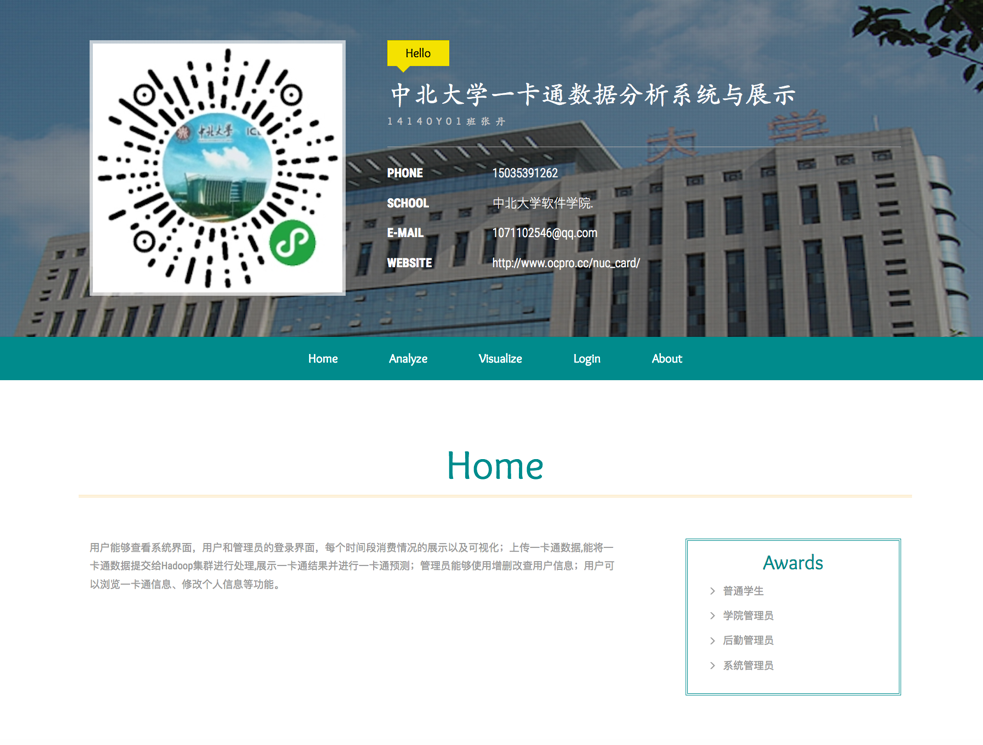 Hello
中北大学一卡通数据分析系统与展示
14140Y01班张丹
PHONE 15035391262
SCHOOL 中北大学软件学院.
E-MAIL 1071102546@qq.com
WEBSITE http://www.ocpro.cc/nuc_card/
中北大学
大学
Home Analyze Visualize Login About
Home
用户能够查看系统界面，用户和管理员的登录界面，每个时间段消费情况的展示以及可视化；上传一卡通数据,能将一
卡通数据提交给Hadoop集群进行处理,展示一卡通结果并进行一卡通预测；管理员能够使用增删改查用户信息；用户可
以浏览一卡通信息、修改个人信息等功能。
Awards
普通学生
学院管理员
后勤管理员
系统管理员